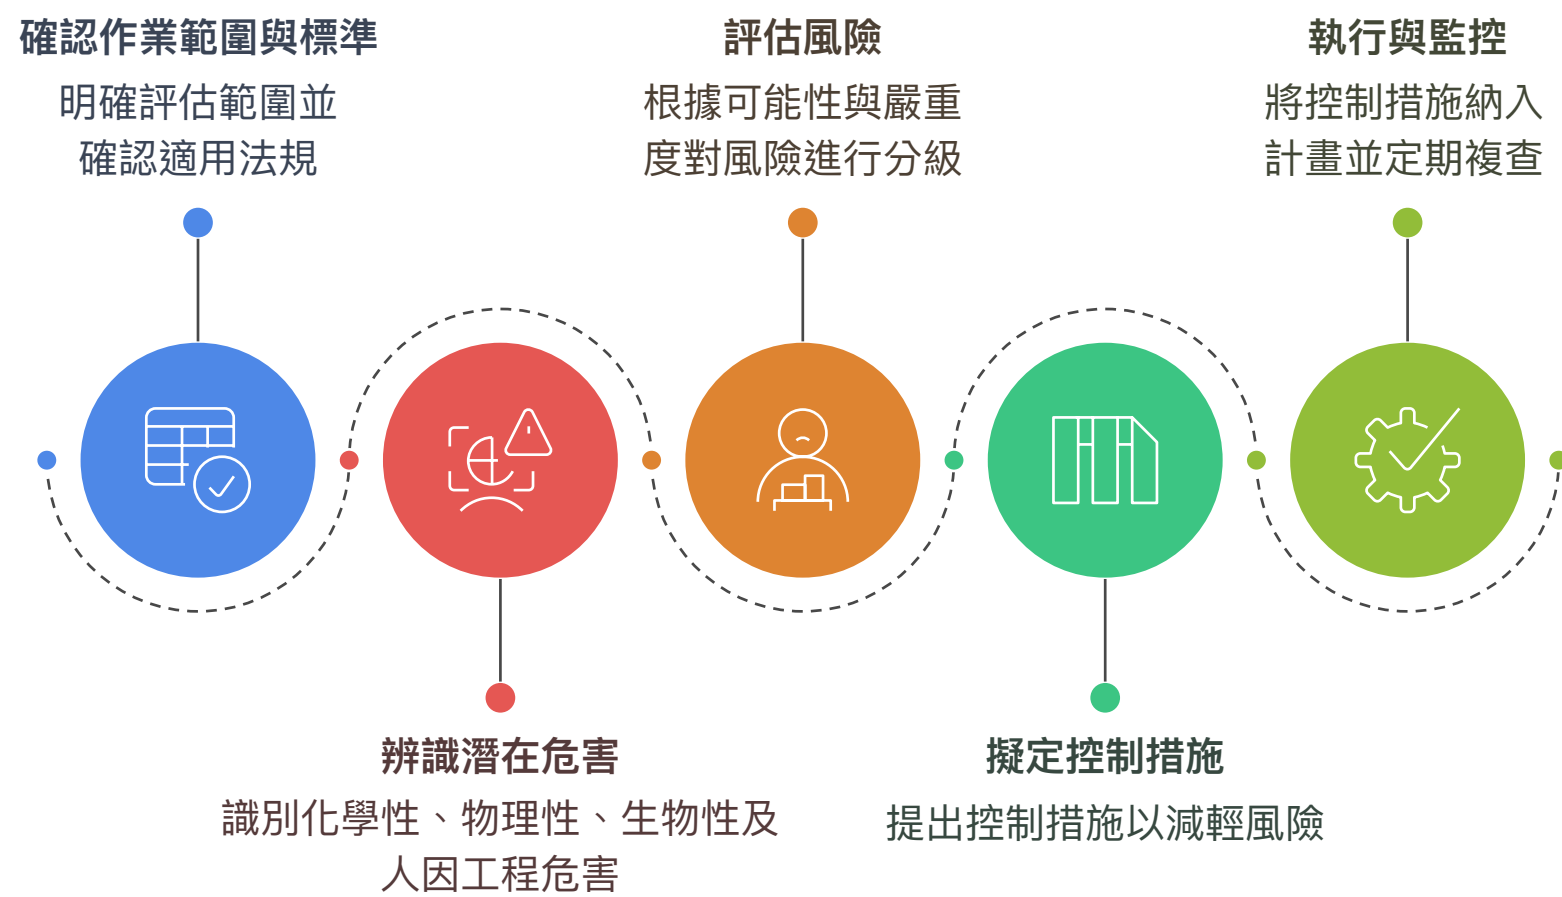 確認作業範圍與標準
明確評估範圍並
確認適用法規
辨識潛在危害
識別化學性、物理性、生物性及
人因工程危害
評估風險
根據可能性與嚴重
度對風險進行分級
擬定控制措施
提出控制措施以減輕風險
執行與監控
將控制措施納入
計畫並定期複查